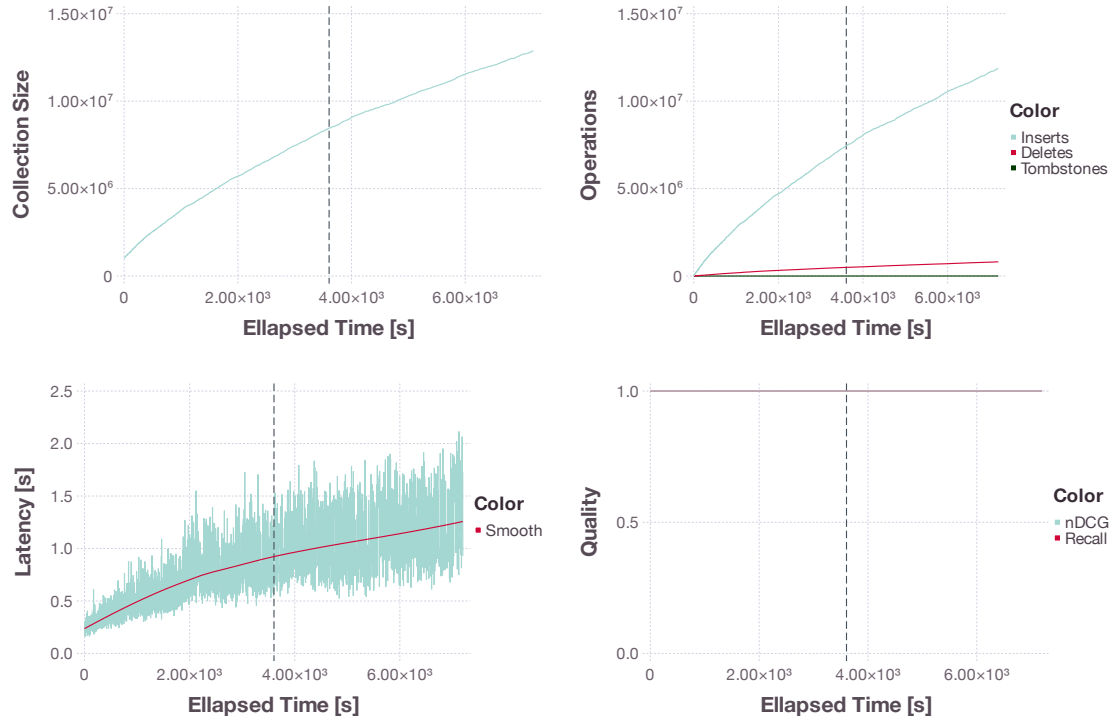 1.50×10⁷
1.00×10⁷
5.00×10⁶
0
Collection Size
0
2.00×10³
4.00×10³
6.00×10³
Ellapsed Time [s]
1.50×10⁷
1.00×10⁷
5.00×10⁶
0
Operations
0
2.00×10³
4.00×10³
6.00×10³
Ellapsed Time [s]
Color
Inserts
Deletes
Tombstones
2.5
2.0
1.5
1.0
0.5
0.0
Latency [s]
0
2.00×10³
4.00×10³
6.00×10³
Ellapsed Time [s]
Color
Smooth
1.0
0.5
0.0
Quality
0
2.00×10³
4.00×10³
6.00×10³
Ellapsed Time [s]
Color
nDCG
Recall